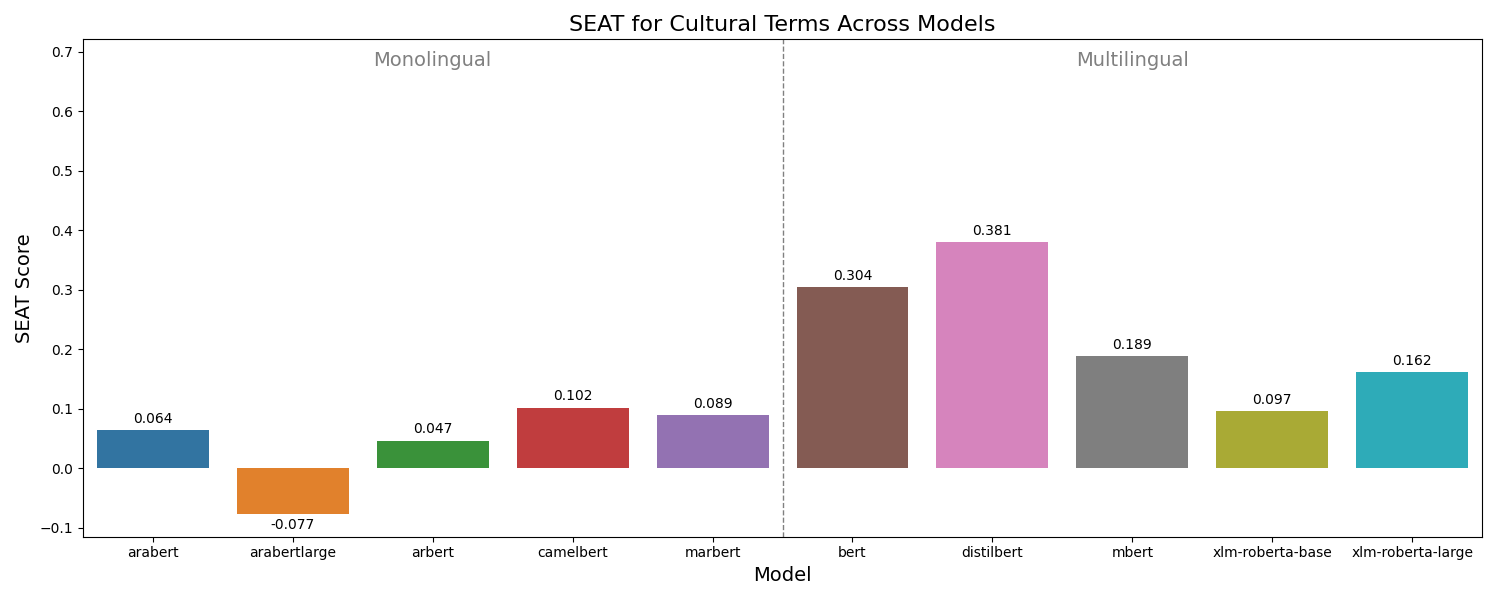 SEAT for Cultural Terms Across Models
Monolingual
Multilingual
SEAT Score
0.7
0.6
0.5
0.4
0.3
0.2
0.1
0.0
−0.1
0.064
-0.077
0.047
0.102
0.089
0.304
0.381
0.189
0.097
0.162
arabert
arabertlarge
arbert
camelbert
marbert
bert
distilbert
mbert
xlm-roberta-base
xlm-roberta-large
Model